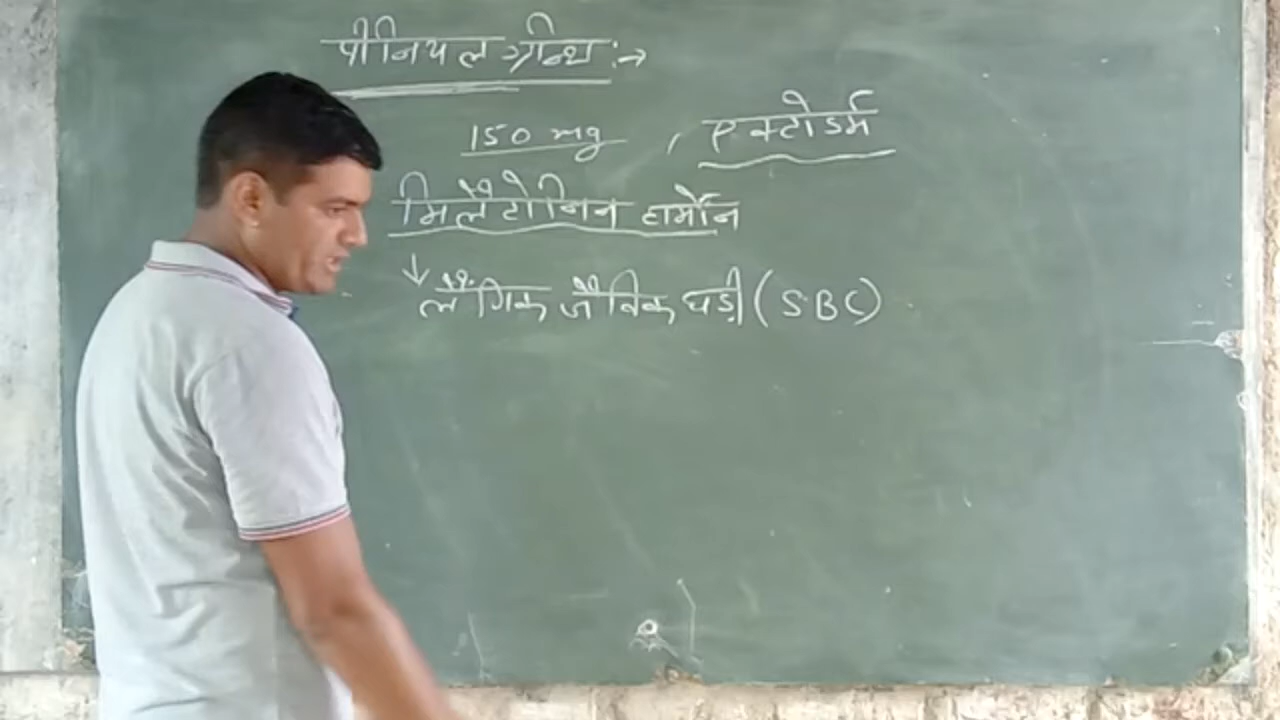 पीनियल ग्रन्थि :→
150 mg , एक्टोडर्म
मिलैटोनिन हार्मोन
↓ लैंगिक जैविक घड़ी (SBC)